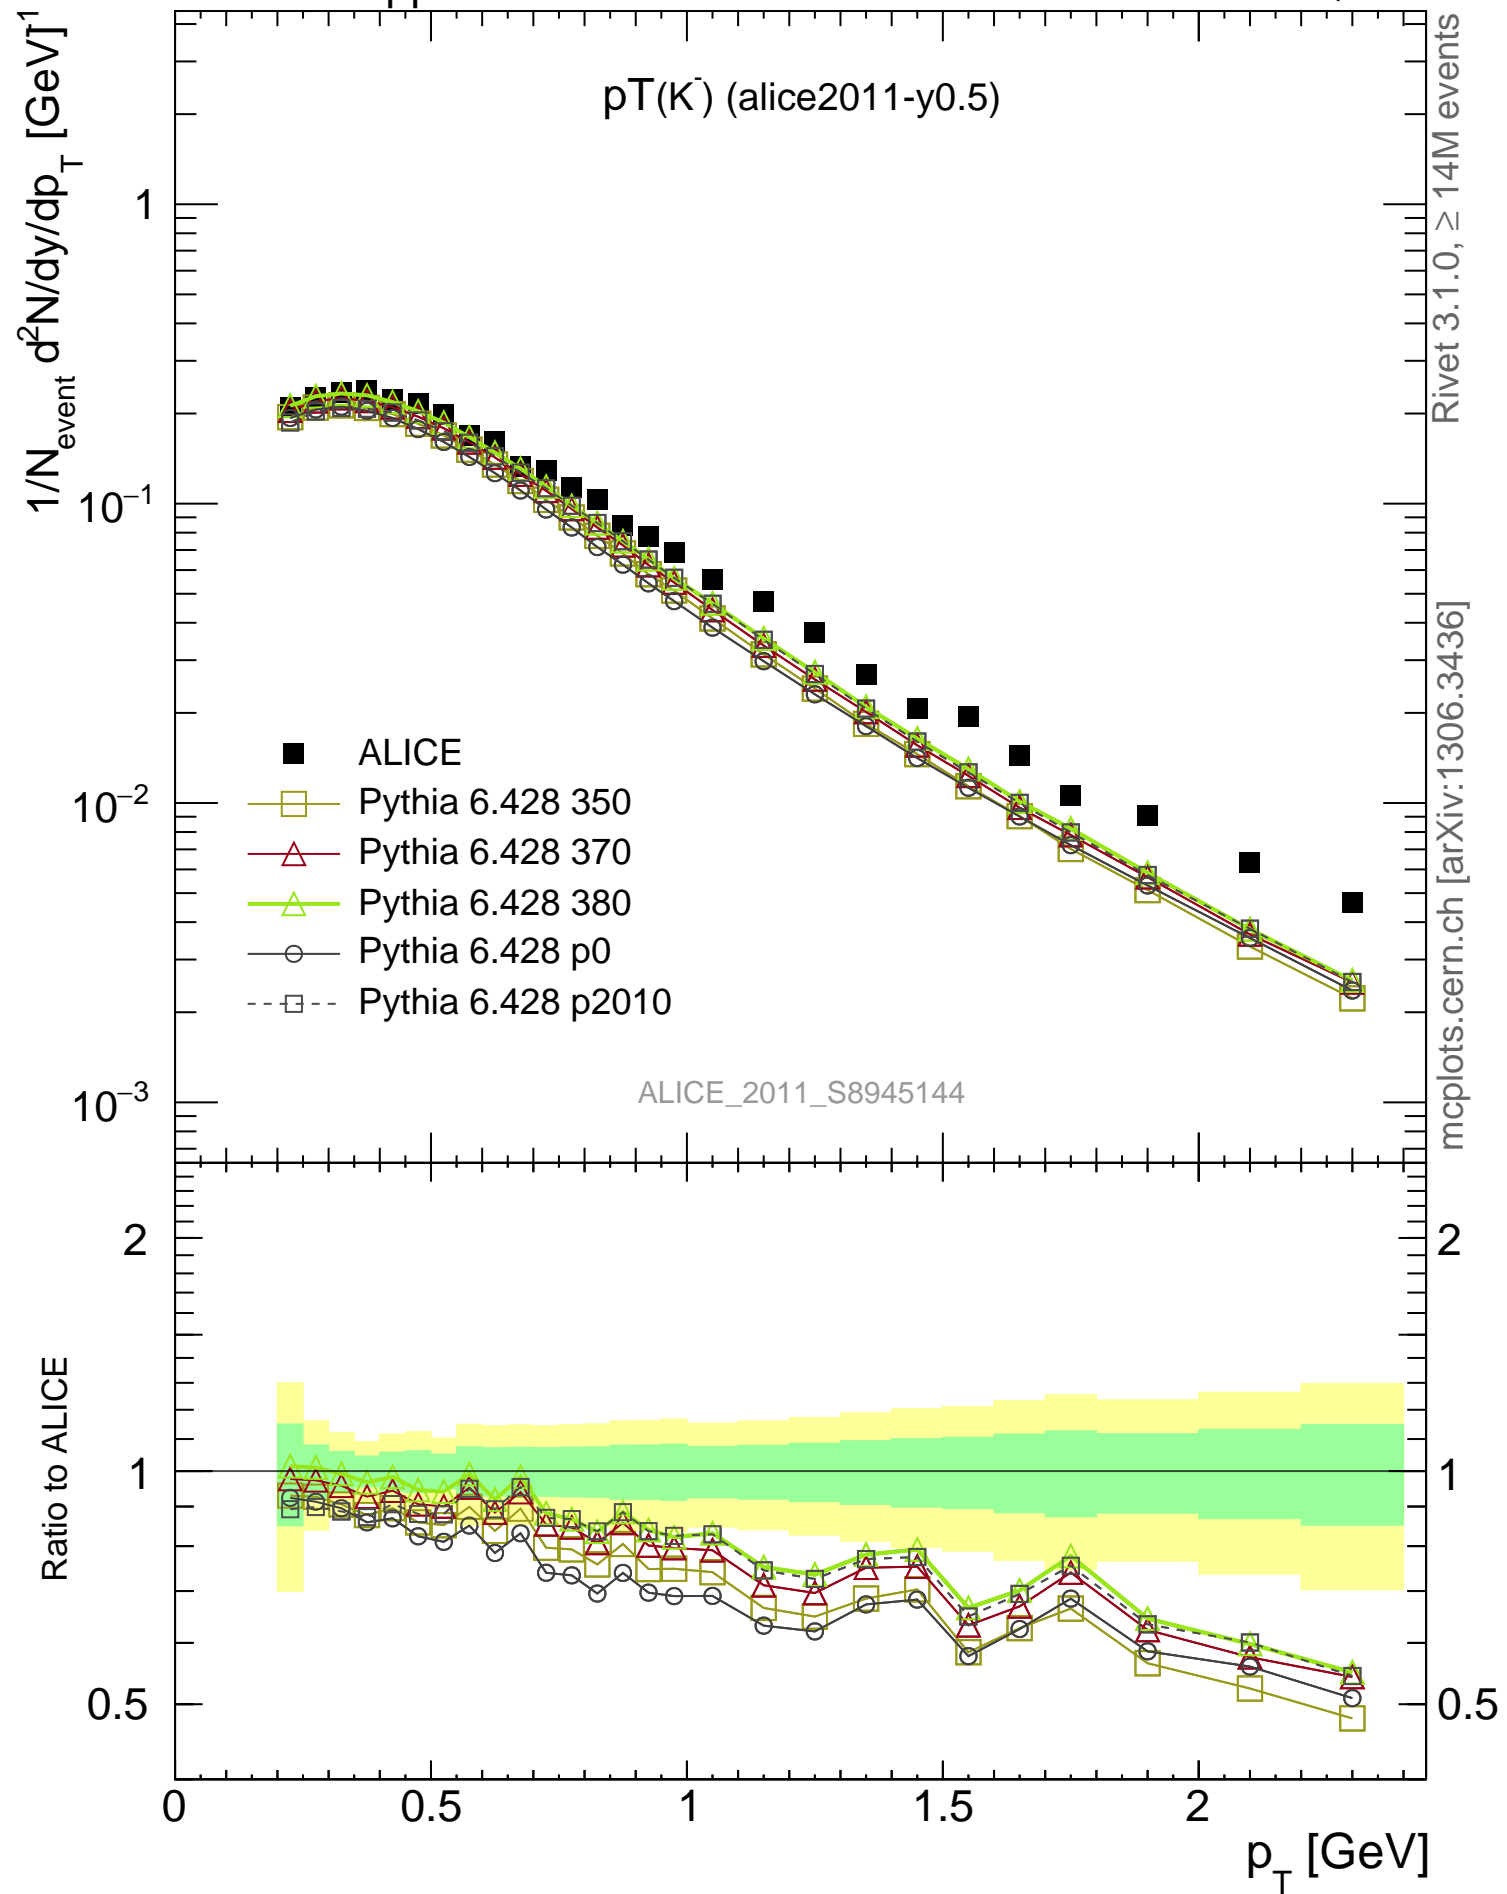 pT(K⁻) (alice2011-y0.5)
1/N_event d²N/dy/dp_T [GeV]⁻¹
1
10⁻¹
10⁻²
10⁻³
ALICE
Pythia 6.428 350
Pythia 6.428 370
Pythia 6.428 380
Pythia 6.428 p0
Pythia 6.428 p2010
ALICE_2011_S8945144
Rivet 3.1.0, ≥ 14M events
mcplots.cern.ch [arXiv:1306.3436]
Ratio to ALICE
2
1
0.5
2
1
0.5
0
0.5
1
1.5
2
p_T [GeV]